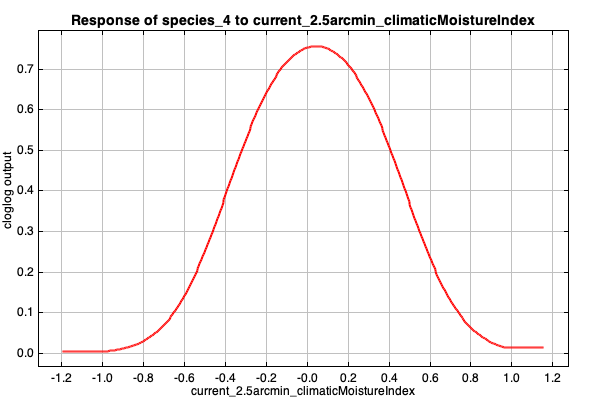 Response of species_4 to current_2.5arcmin_climaticMoistureIndex
cloglog output
0.7
0.6
0.5
0.4
0.3
0.2
0.1
0.0
-1.2 -1.0 -0.8 -0.6 -0.4 -0.2 -0.0 0.2 0.4 0.6 0.8 1.0 1.2
current_2.5arcmin_climaticMoistureIndex